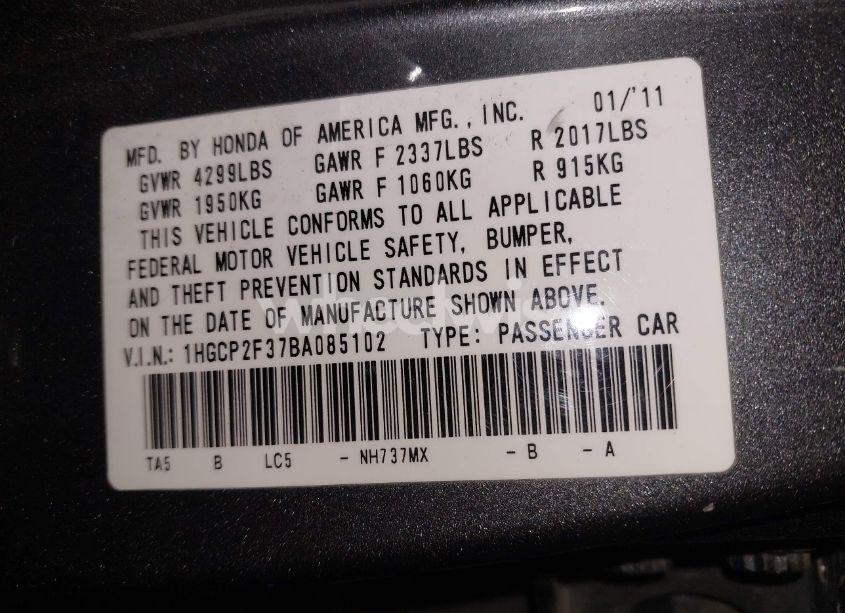 MFD. BY HONDA OF AMERICA MFG., INC. 01/'11
GVWR 4299LBS GAWR F 2337LBS R 2017LBS
GVWR 1950KG GAWR F 1060KG R 915KG
THIS VEHICLE CONFORMS TO ALL APPLICABLE
FEDERAL MOTOR VEHICLE SAFETY, BUMPER,
AND THEFT PREVENTION STANDARDS IN EFFECT
ON THE DATE OF MANUFACTURE SHOWN ABOVE.
V.I.N.: 1HGCP2F37BA085102 TYPE: PASSENGER CAR
TA5 B LC5 - NH737MX - B - A